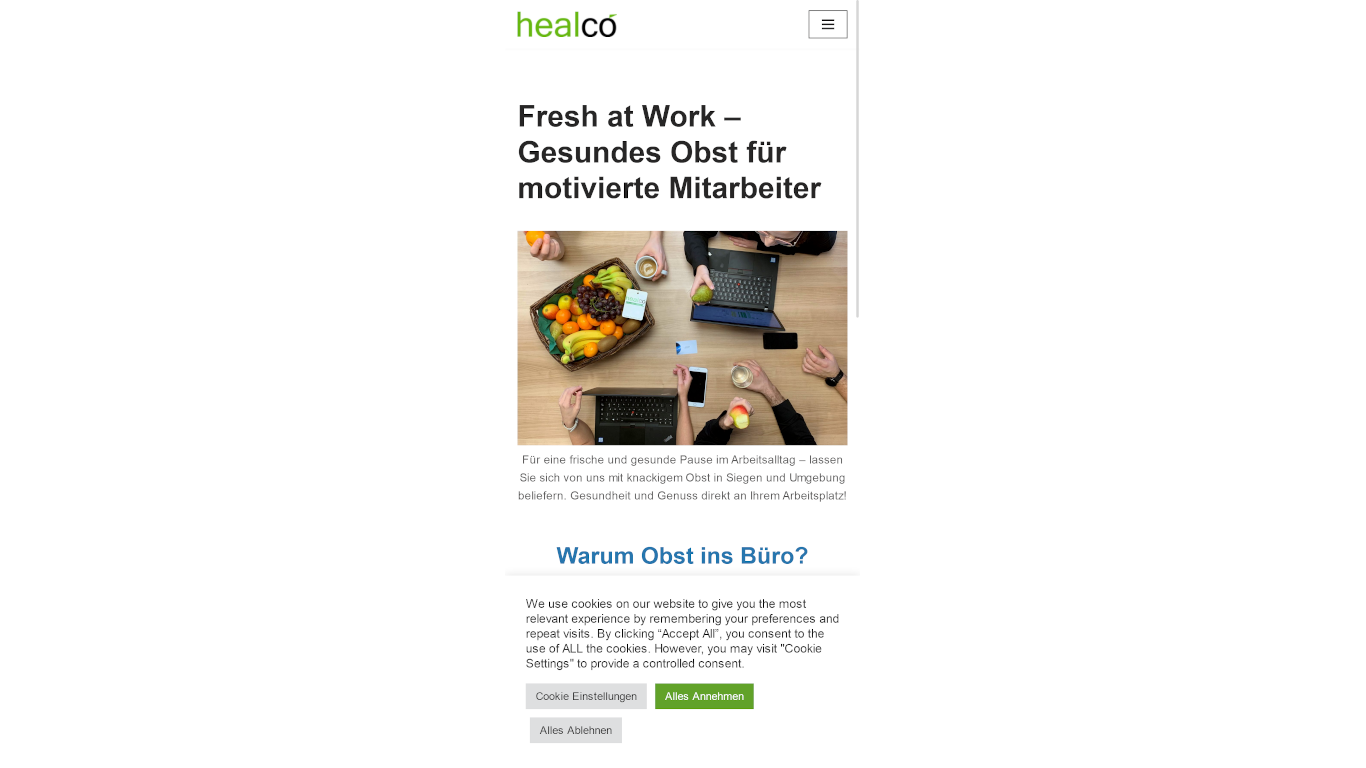 healcó
Fresh at Work –
Gesundes Obst für
motivierte Mitarbeiter
Für eine frische und gesunde Pause im Arbeitsalltag – lassen
Sie sich von uns mit knackigem Obst in Siegen und Umgebung
beliefern. Gesundheit und Genuss direkt an Ihrem Arbeitsplatz!
Warum Obst ins Büro?
We use cookies on our website to give you the most
relevant experience by remembering your preferences and
repeat visits. By clicking “Accept All”, you consent to the
use of ALL the cookies. However, you may visit "Cookie
Settings" to provide a controlled consent.
Cookie Einstellungen
Alles Annehmen
Alles Ablehnen